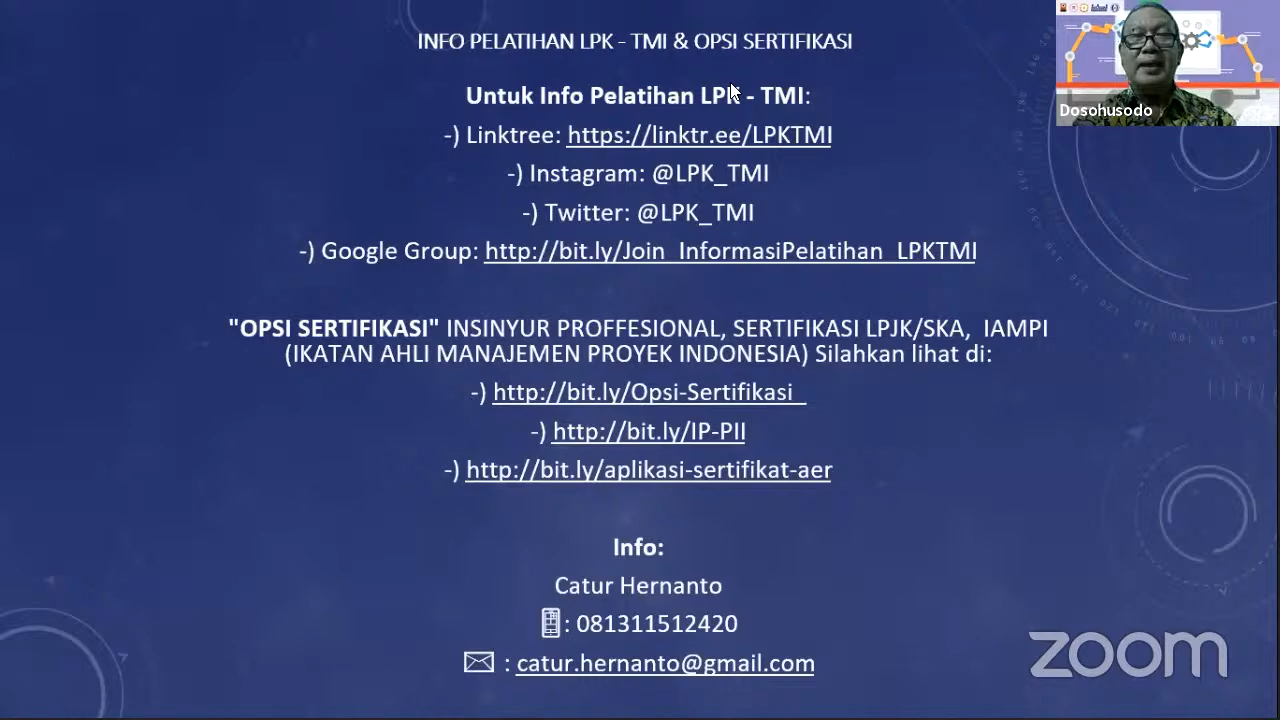 INFO PELATIHAN LPK - TMI & OPSI SERTIFIKASI
Untuk Info Pelatihan LPK - TMI:
-) Linktree: https://linktr.ee/LPKTMI
-) Instagram: @LPK_TMI
-) Twitter: @LPK_TMI
-) Google Group: http://bit.ly/Join_InformasiPelatihan_LPKTMI
"OPSI SERTIFIKASI" INSINYUR PROFFESIONAL, SERTIFIKASI LPJK/SKA, IAMPI
(IKATAN AHLI MANAJEMEN PROYEK INDONESIA) Silahkan lihat di:
-) http://bit.ly/Opsi-Sertifikasi_
-) http://bit.ly/IP-PII
-) http://bit.ly/aplikasi-sertifikat-aer
Info:
Catur Hernanto
: 081311512420
: catur.hernanto@gmail.com
Dosohusodo
zoom